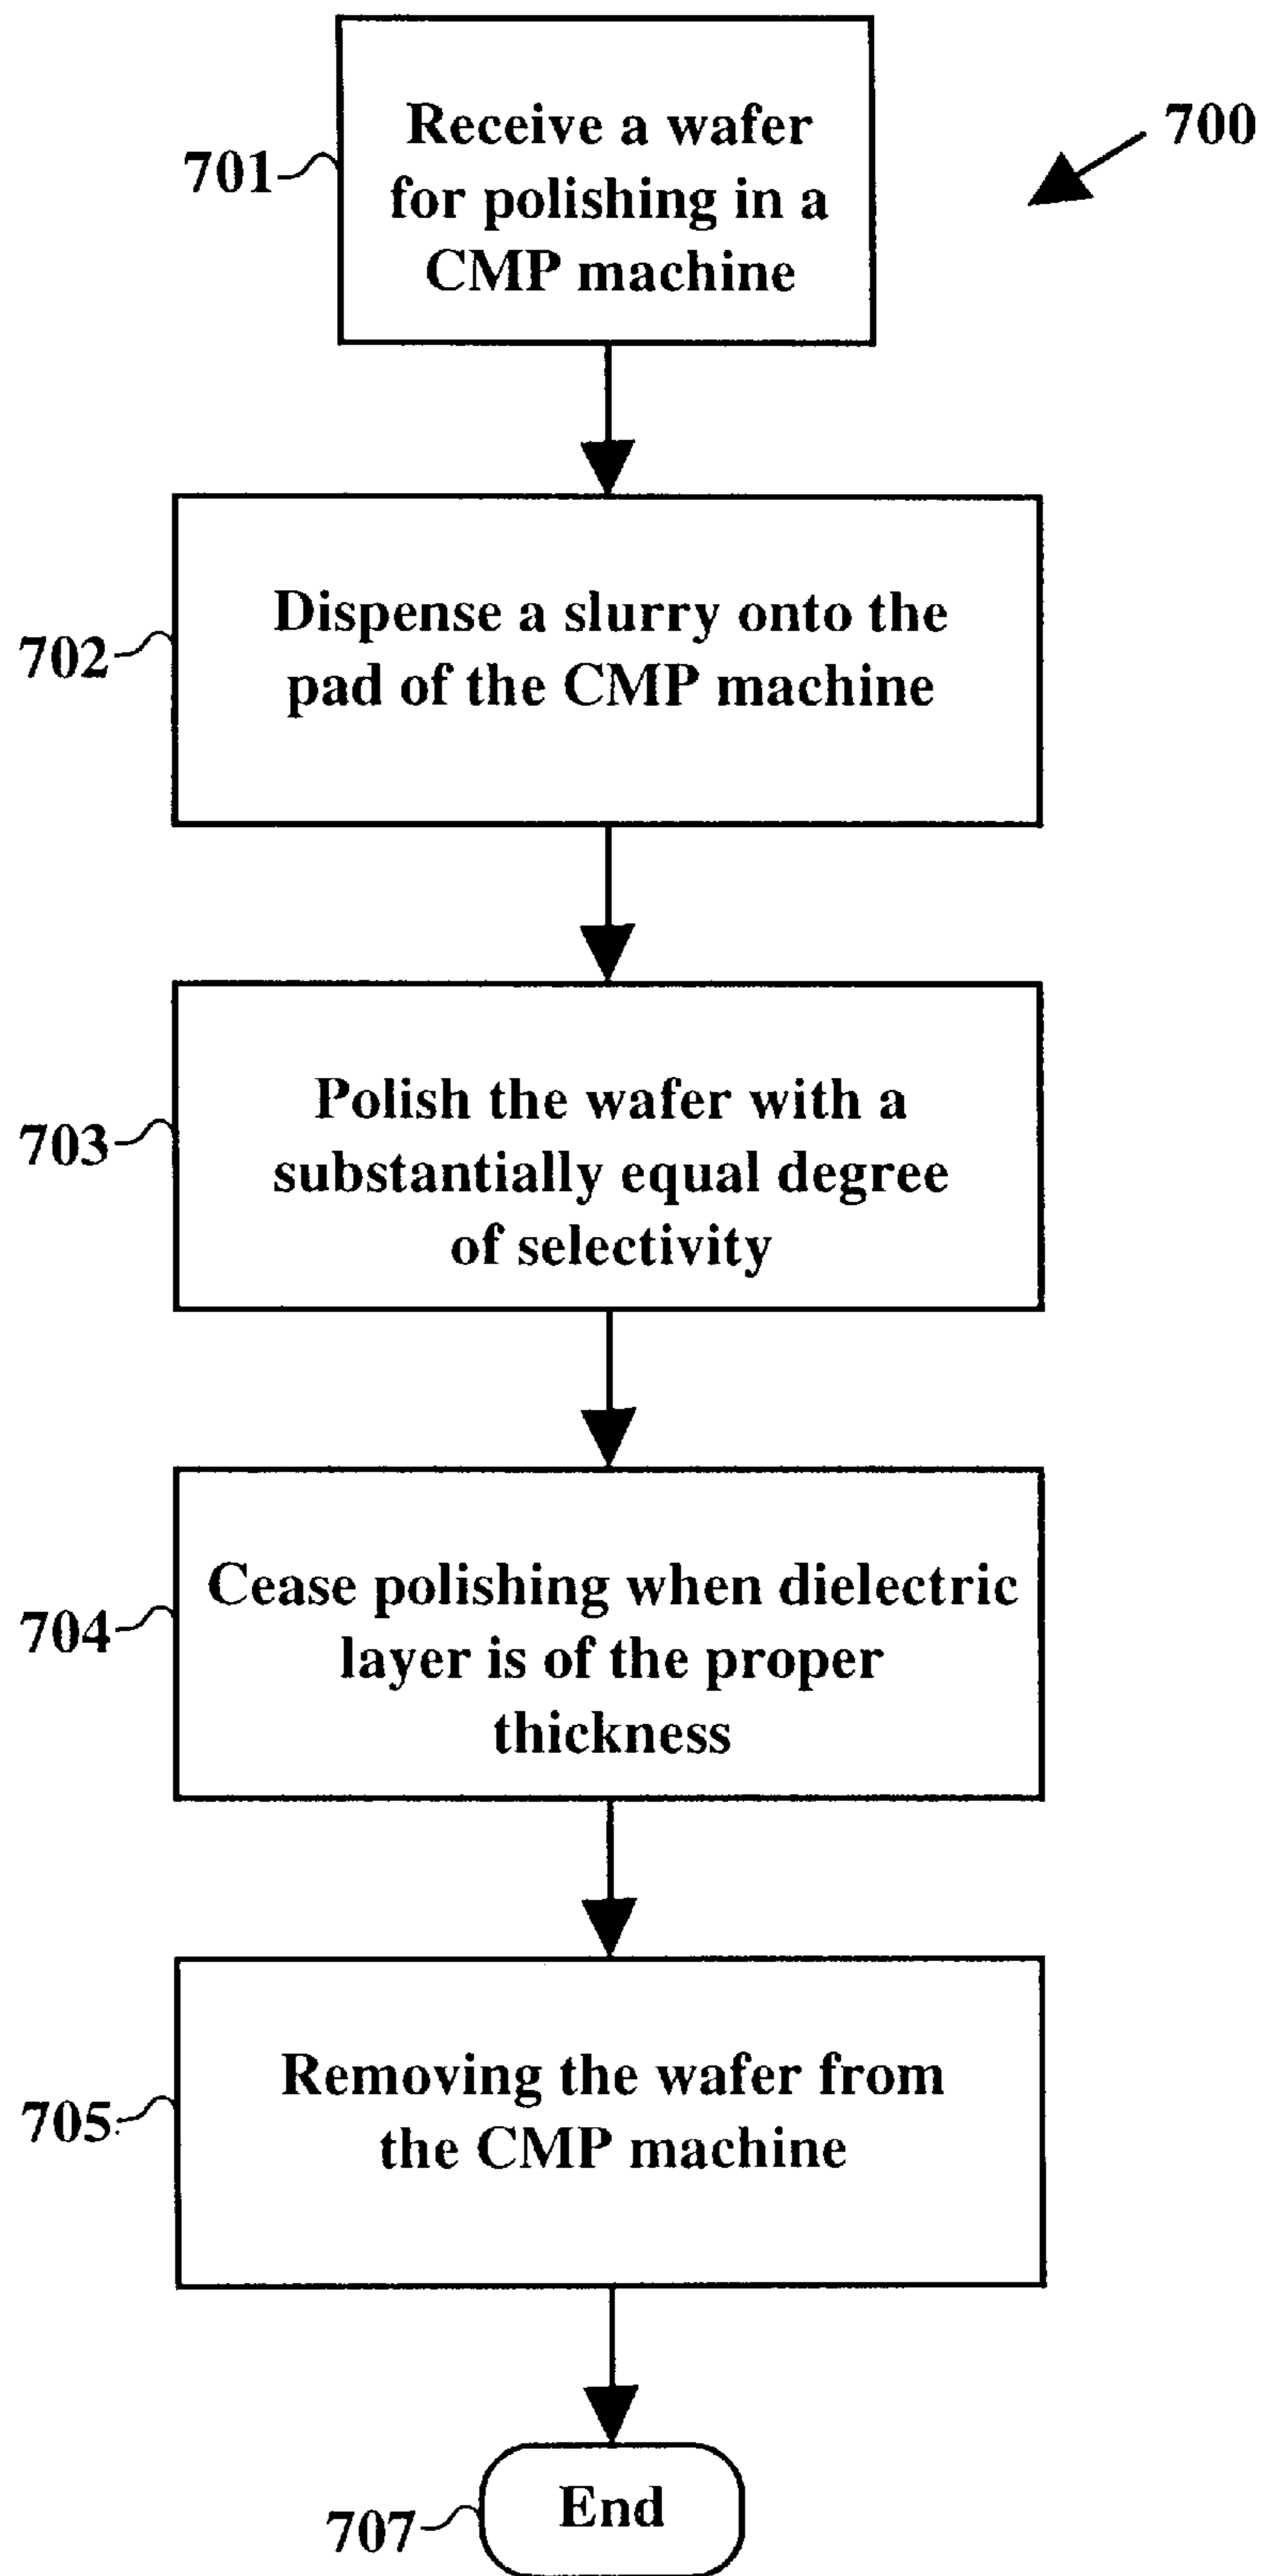 Receive a wafer
for polishing in a
CMP machine
701
700
Dispense a slurry onto the
pad of the CMP machine
702
Polish the wafer with a
substantially equal degree
of selectivity
703
Cease polishing when dielectric
layer is of the proper
thickness
704
Removing the wafer from
the CMP machine
705
End
707